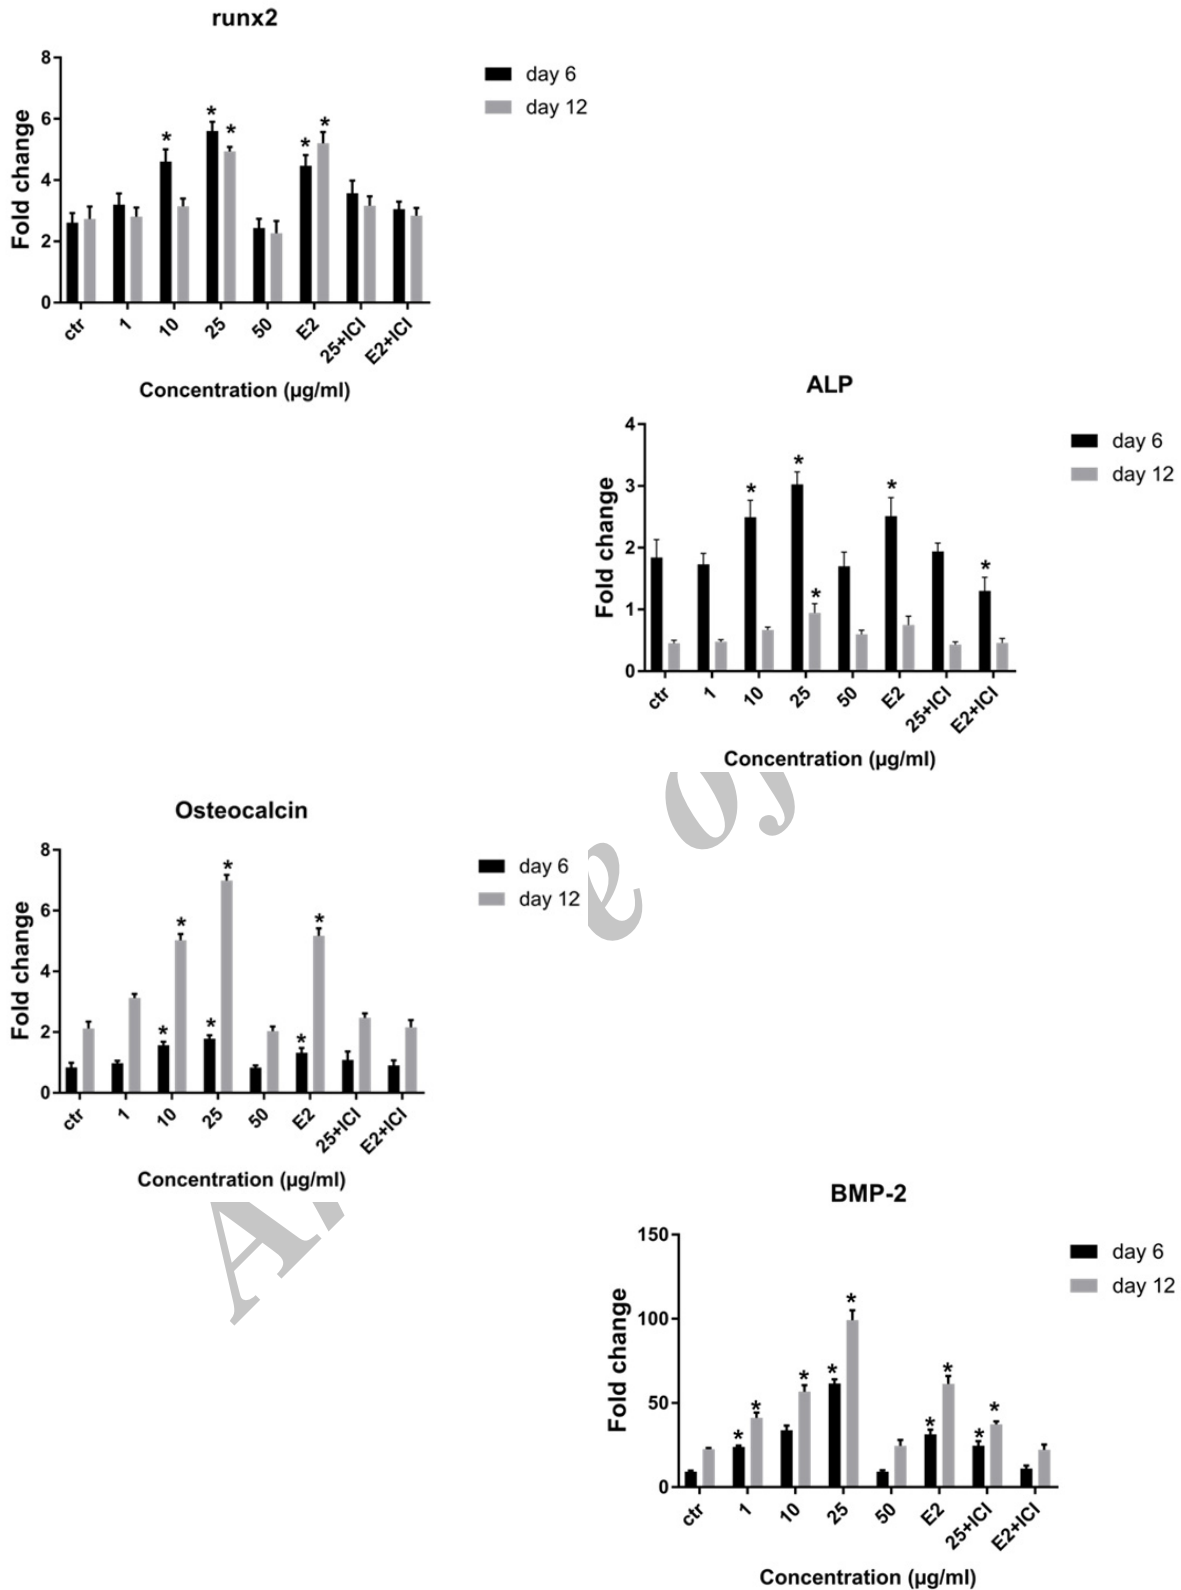 runx2
8
6
4
2
0
Fold change
* * * * *
day 6
day 12
ctr 1 10 25 50 E2 25+ICI E2+ICI
Concentration (µg/ml)
ALP
4
3
2
1
0
Fold change
* * * * *
day 6
day 12
ctr 1 10 25 50 E2 25+ICI E2+ICI
Concentration (µg/ml)
of
Osteocalcin
8
6
4
2
0
Fold change
* * * * * *
day 6
day 12
ctr 1 10 25 50 E2 25+ICI E2+ICI
Concentration (µg/ml)
BMP-2
150
100
50
0
Fold change
* * * * * * * * *
day 6
day 12
ctr 1 10 25 50 E2 25+ICI E2+ICI
Concentration (µg/ml)